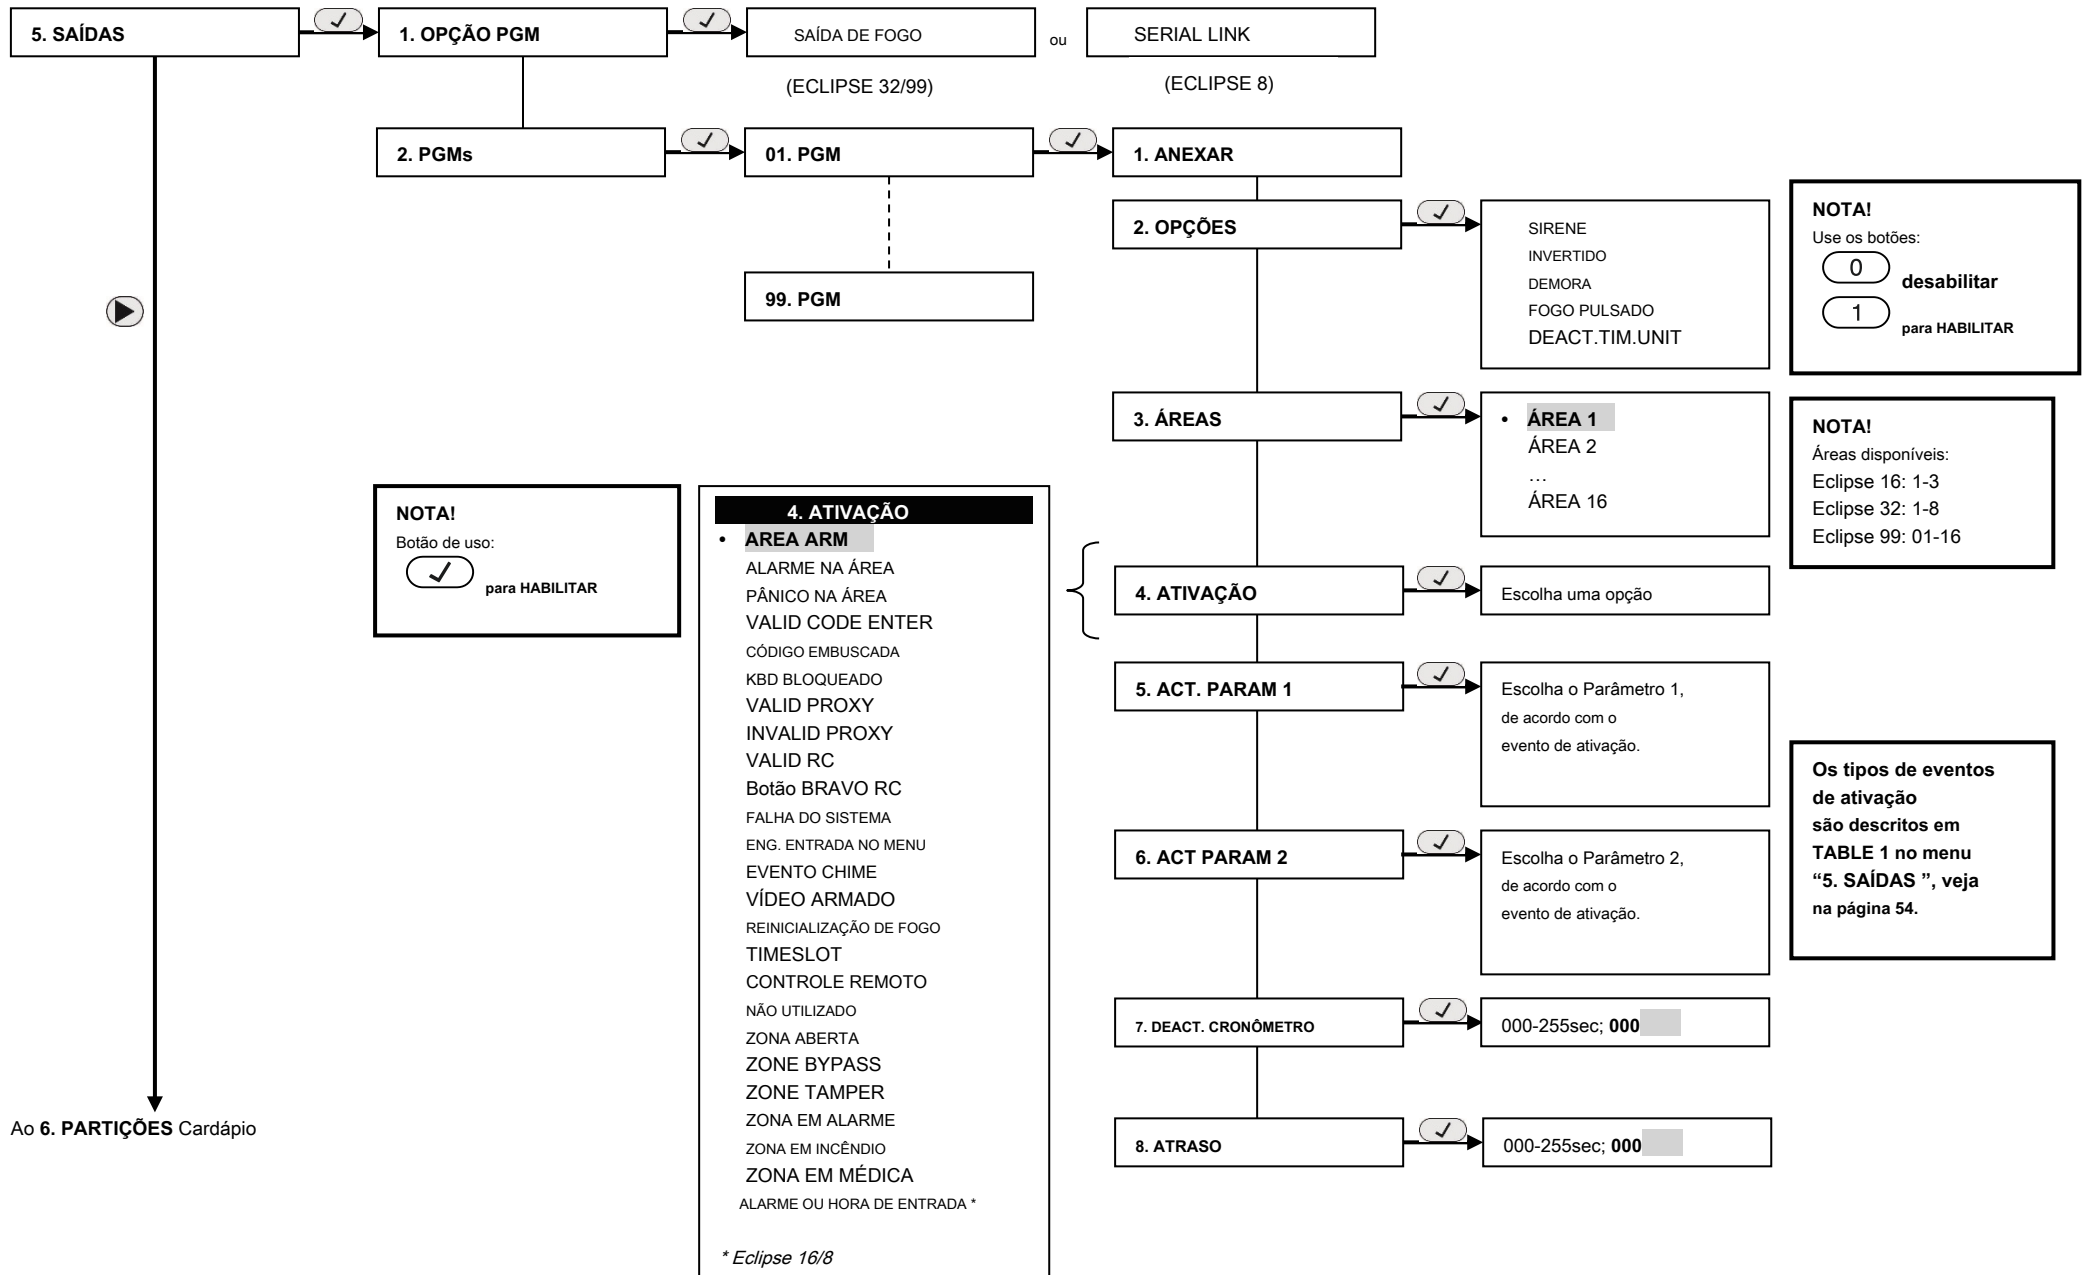 5. SAÍDAS
1. OPÇÃO PGM
SAÍDA DE FOGO
ou
SERIAL LINK
(ECLIPSE 32/99)
(ECLIPSE 8)
2. PGMs
01. PGM
1. ANEXAR
99. PGM
2. OPÇÕES
SIRENE
INVERTIDO
DEMORA
FOGO PULSADO
DEACT.TIM.UNIT
NOTA!
Use os botões:
0 desabilitar
1 para HABILITAR
3. ÁREAS
• ÁREA 1
ÁREA 2
…
ÁREA 16
NOTA!
Áreas disponíveis:
Eclipse 16: 1-3
Eclipse 32: 1-8
Eclipse 99: 01-16
NOTA!
Botão de uso:
✓ para HABILITAR
4. ATIVAÇÃO
• AREA ARM
ALARME NA ÁREA
PÂNICO NA ÁREA
VALID CODE ENTER
CÓDIGO EMBUSCADA
KBD BLOQUEADO
VALID PROXY
INVALID PROXY
VALID RC
Botão BRAVO RC
FALHA DO SISTEMA
ENG. ENTRADA NO MENU
EVENTO CHIME
VÍDEO ARMADO
REINICIALIZAÇÃO DE FOGO
TIMESLOT
CONTROLE REMOTO
NÃO UTILIZADO
ZONA ABERTA
ZONE BYPASS
ZONE TAMPER
ZONA EM ALARME
ZONA EM INCÊNDIO
ZONA EM MÉDICA
ALARME OU HORA DE ENTRADA *
* Eclipse 16/8
4. ATIVAÇÃO
Escolha uma opção
5. ACT. PARAM 1
Escolha o Parâmetro 1,
de acordo com o
evento de ativação.
6. ACT PARAM 2
Escolha o Parâmetro 2,
de acordo com o
evento de ativação.
Os tipos de eventos
de ativação
são descritos em
TABLE 1 no menu
“5. SAÍDAS ”, veja
na página 54.
7. DEACT. CRONÔMETRO
000-255sec; 000
8. ATRASO
000-255sec; 000
Ao 6. PARTIÇÕES Cardápio